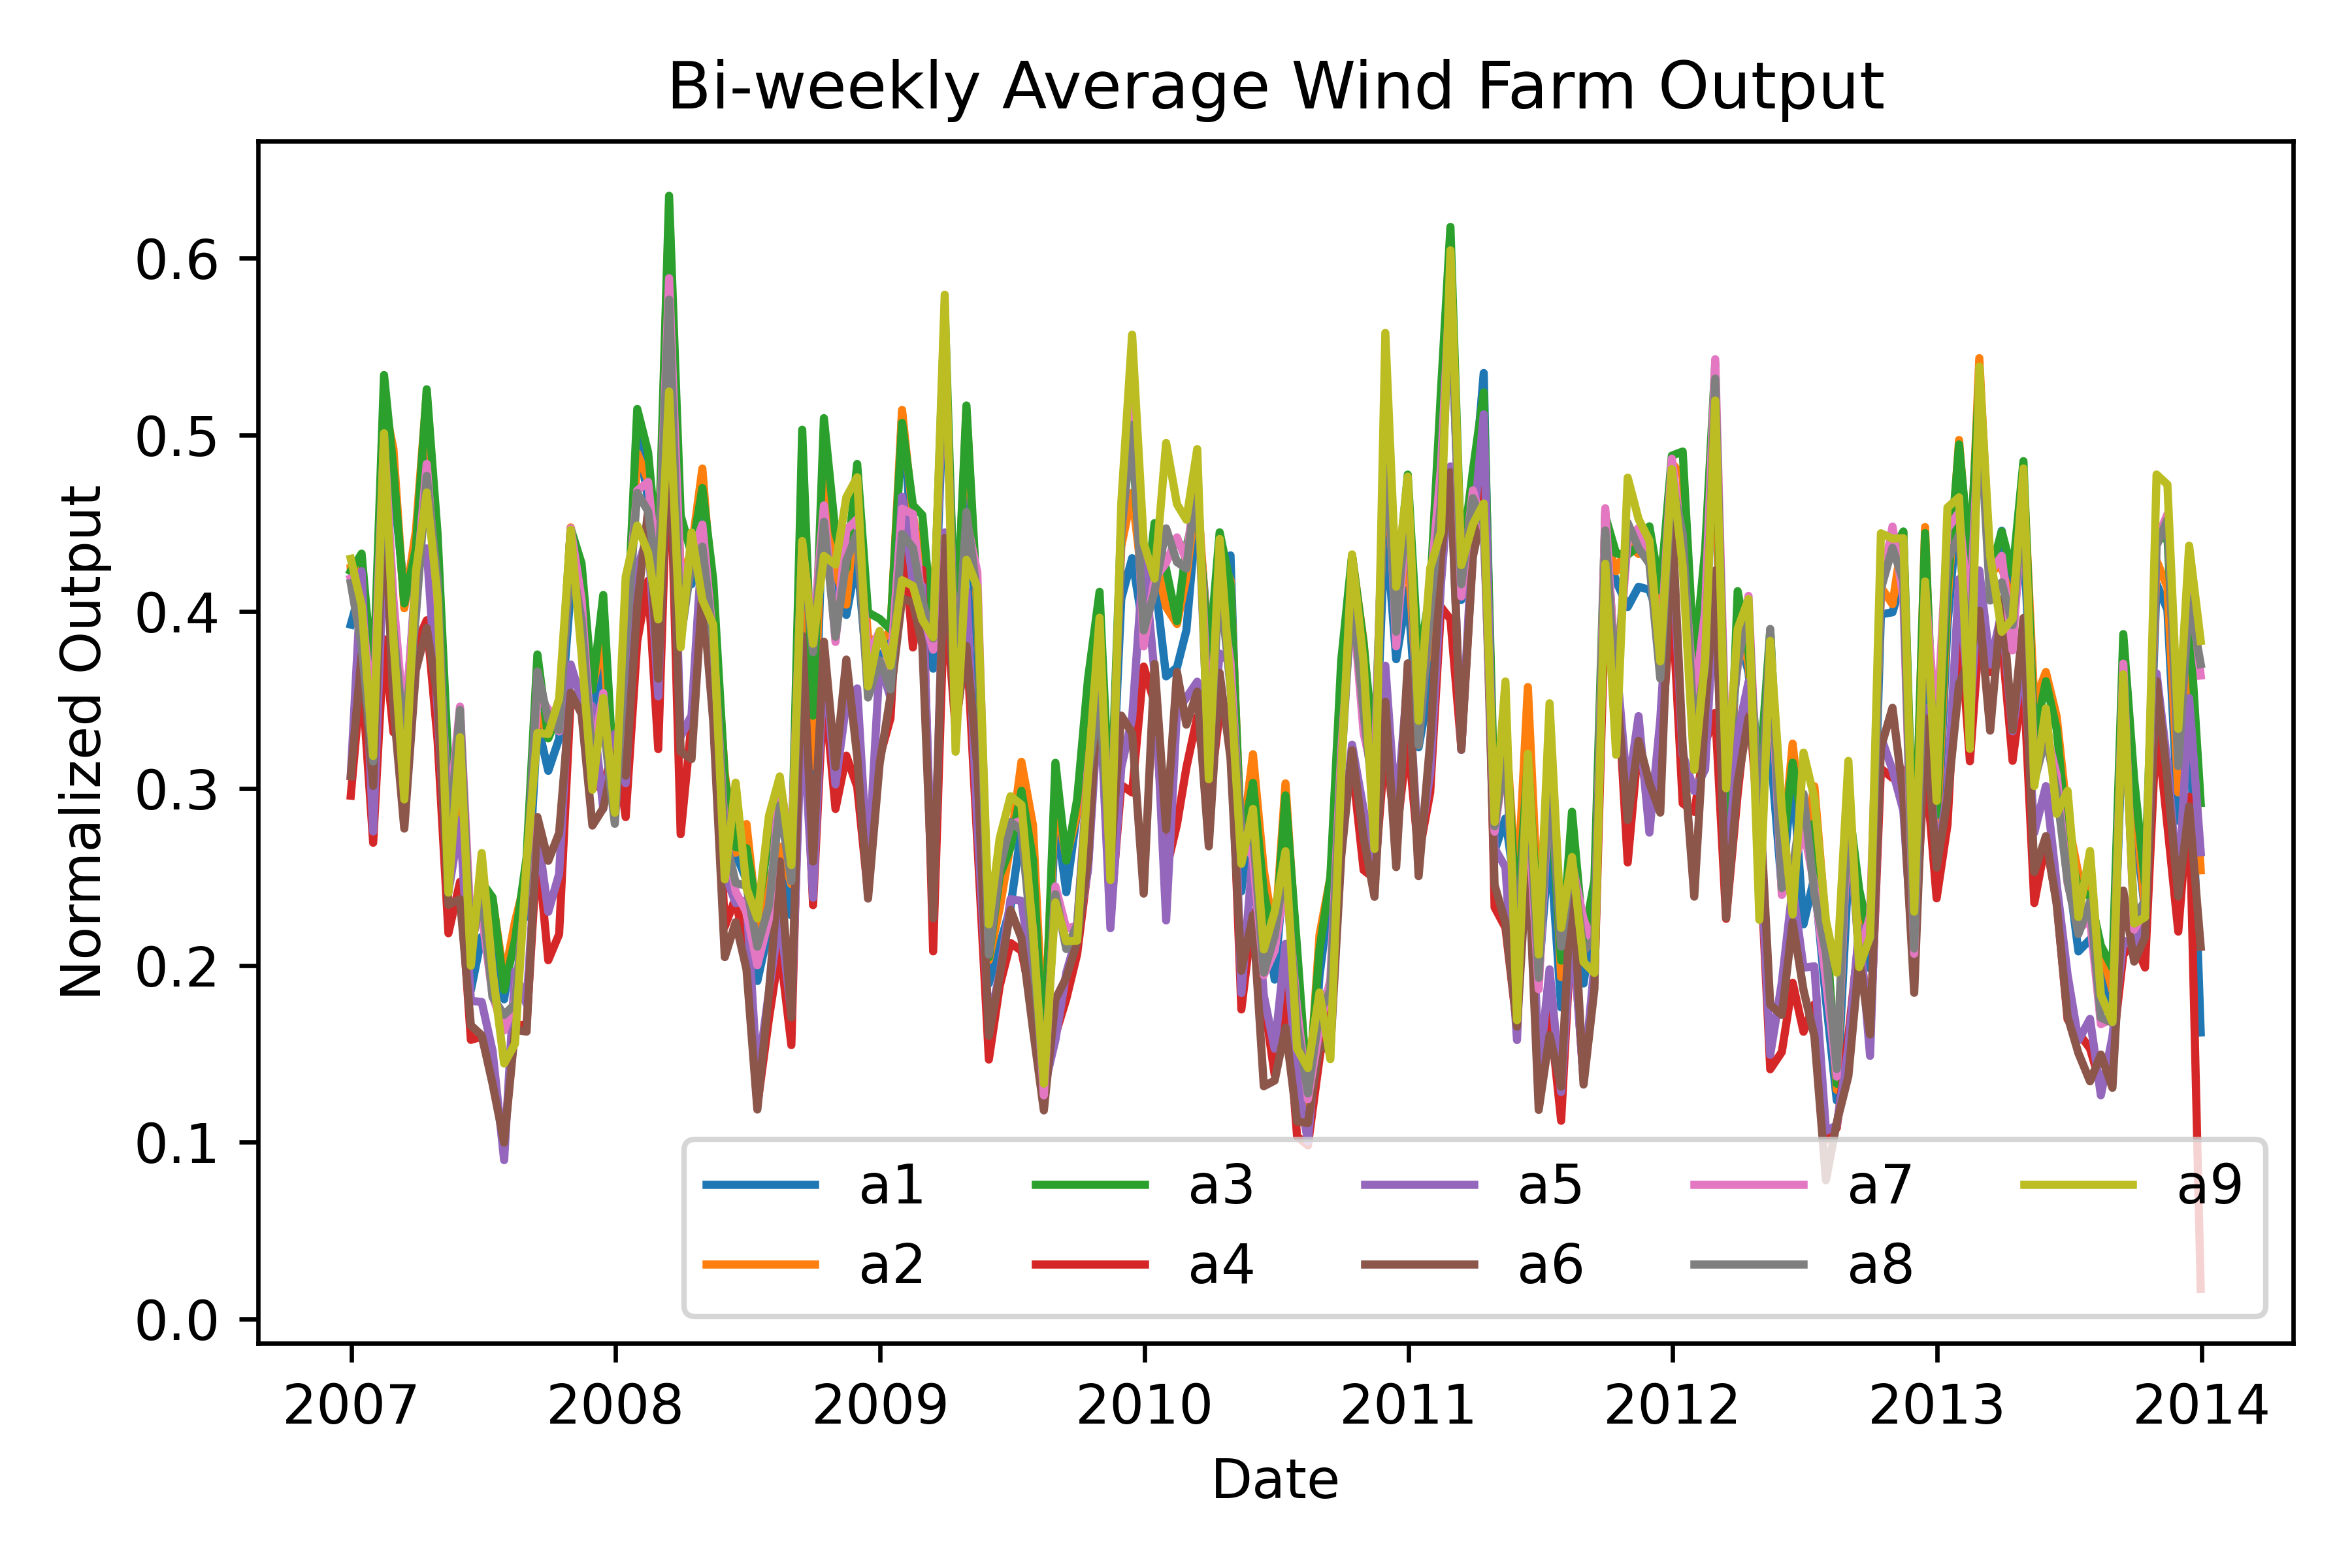 Bi-weekly Average Wind Farm Output
Normalized Output
0.6
0.5
0.4
0.3
0.2
0.1
0.0
a1 a3 a5 a7 a9
a2 a4 a6 a8
2007 2008 2009 2010 2011 2012 2013 2014
Date